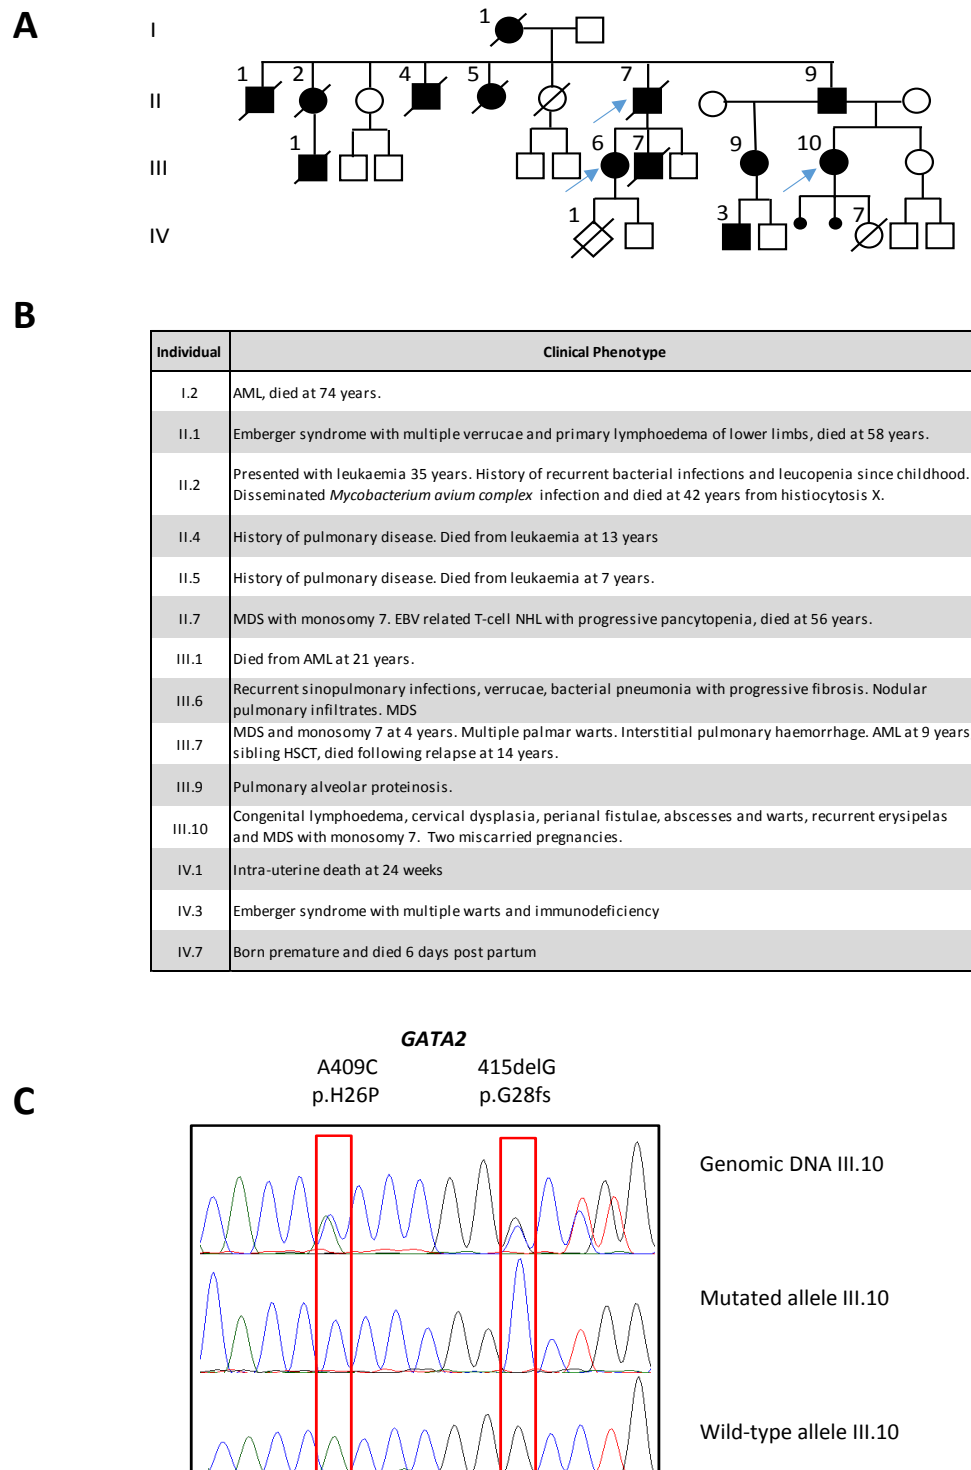 A
I
1
1
2
4
5
7
9
II
1
6
7
9
10
III
1
3
7
IV
B
Individual
Clinical Phenotype
I.2
AML, died at 74 years.
II.1
Emberger syndrome with multiple verrucae and primary lymphoedema of lower limbs, died at 58 years.
II.2
Presented with leukaemia 35 years. History of recurrent bacterial infections and leucopenia since childhood.
Disseminated Mycobacterium avium complex infection and died at 42 years from histiocytosis X.
II.4
History of pulmonary disease. Died from leukaemia at 13 years
II.5
History of pulmonary disease. Died from leukaemia at 7 years.
II.7
MDS with monosomy 7. EBV related T-cell NHL with progressive pancytopenia, died at 56 years.
III.1
Died from AML at 21 years.
III.6
Recurrent sinopulmonary infections, verrucae, bacterial pneumonia with progressive fibrosis. Nodular
pulmonary infiltrates. MDS
III.7
MDS and monosomy 7 at 4 years. Multiple palmar warts. Interstitial pulmonary haemorrhage. AML at 9 years
sibling HSCT, died following relapse at 14 years.
III.9
Pulmonary alveolar proteinosis.
III.10
Congenital lymphoedema, cervical dysplasia, perianal fistulae, abscesses and warts, recurrent erysipelas
and MDS with monosomy 7. Two miscarried pregnancies.
IV.1
Intra-uterine death at 24 weeks
IV.3
Emberger syndrome with multiple warts and immunodeficiency
IV.7
Born premature and died 6 days post partum
GATA2
A409C
p.H26P
415delG
p.G28fs
C
Genomic DNA III.10
Mutated allele III.10
Wild-type allele III.10